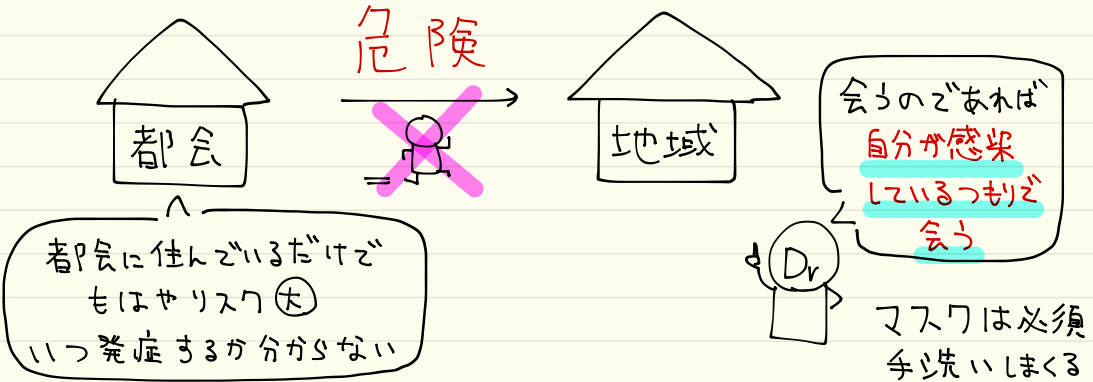 危険
都会
地域
都会に住んでいるだけで
もはやリスク大
いつ発症するか分からない
会うのであれば
自分が感染
しているつもりで
会う
Dr
マスクは必須
手洗いしまくる